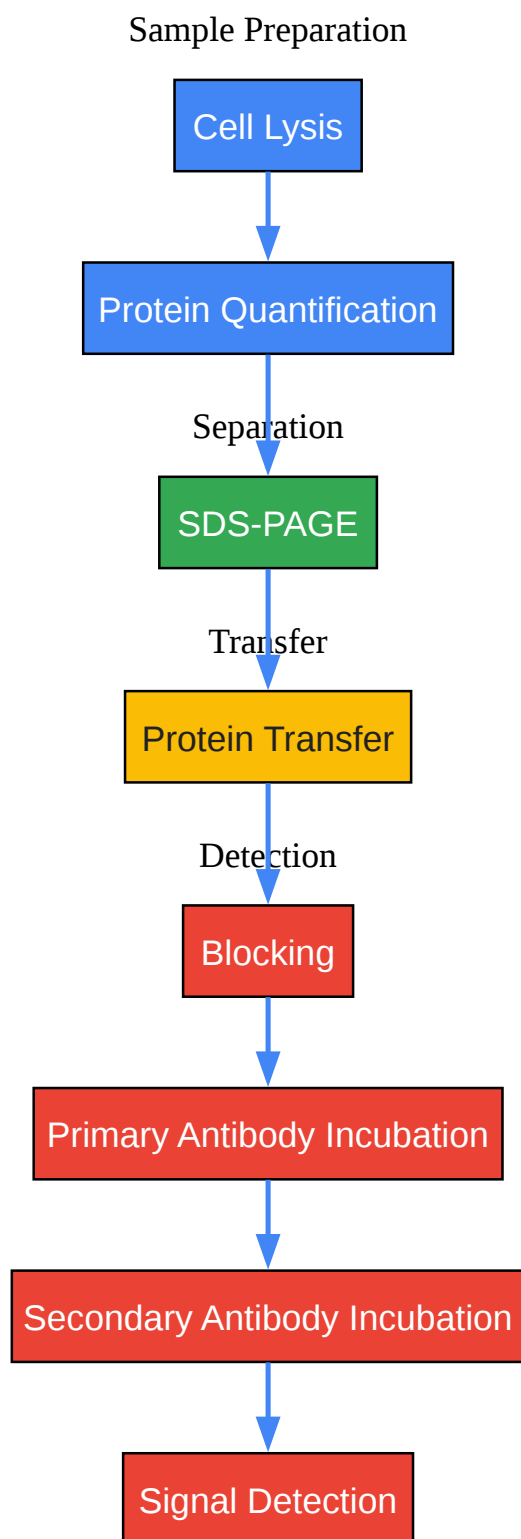 Sample Preparation
Cell Lysis
Protein Quantification
Separation
SDS-PAGE
Transfer
Protein Transfer
Detection
Blocking
Primary Antibody Incubation
Secondary Antibody Incubation
Signal Detection